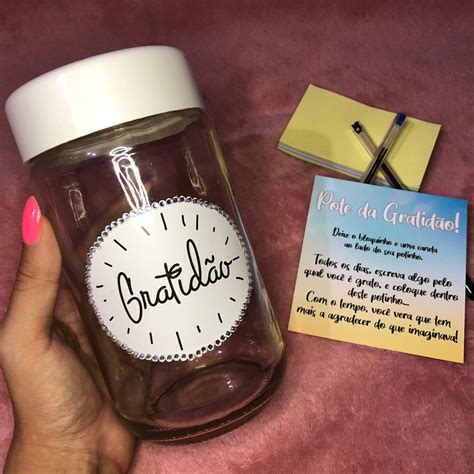 Gratidão
Pote da Gratidão!
Deixe o bloquinho e uma caneta
ao lado do seu potinho.
Todos os dias, escreva algo pelo
qual você é grato, e coloque dentro
deste potinho...
Com o tempo, você vera que tem
mais a agradecer do que imaginava!